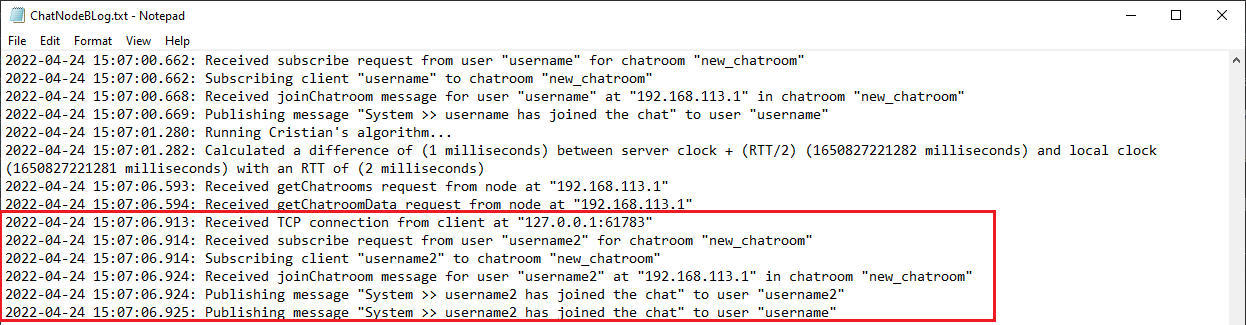 ChatNodeBLog.txt - Notepad
File Edit Format View Help
2022-04-24 15:07:00.662: Received subscribe request from user "username" for chatroom "new_chatroom"
2022-04-24 15:07:00.662: Subscribing client "username" to chatroom "new_chatroom"
2022-04-24 15:07:00.668: Received joinChatroom message for user "username" at "192.168.113.1" in chatroom "new_chatroom"
2022-04-24 15:07:00.669: Publishing message "System >> username has joined the chat" to user "username"
2022-04-24 15:07:01.280: Running Cristian's algorithm...
2022-04-24 15:07:01.282: Calculated a difference of (1 milliseconds) between server clock + (RTT/2) (1650827221282 milliseconds) and local clock
(1650827221281 milliseconds) with an RTT of (2 milliseconds)
2022-04-24 15:07:06.593: Received getChatrooms request from node at "192.168.113.1"
2022-04-24 15:07:06.594: Received getChatroomData request from node at "192.168.113.1"
2022-04-24 15:07:06.913: Received TCP connection from client at "127.0.0.1:61783"
2022-04-24 15:07:06.914: Received subscribe request from user "username2" for chatroom "new_chatroom"
2022-04-24 15:07:06.914: Subscribing client "username2" to chatroom "new_chatroom"
2022-04-24 15:07:06.924: Received joinChatroom message for user "username2" at "192.168.113.1" in chatroom "new_chatroom"
2022-04-24 15:07:06.924: Publishing message "System >> username2 has joined the chat" to user "username2"
2022-04-24 15:07:06.925: Publishing message "System >> username2 has joined the chat" to user "username"